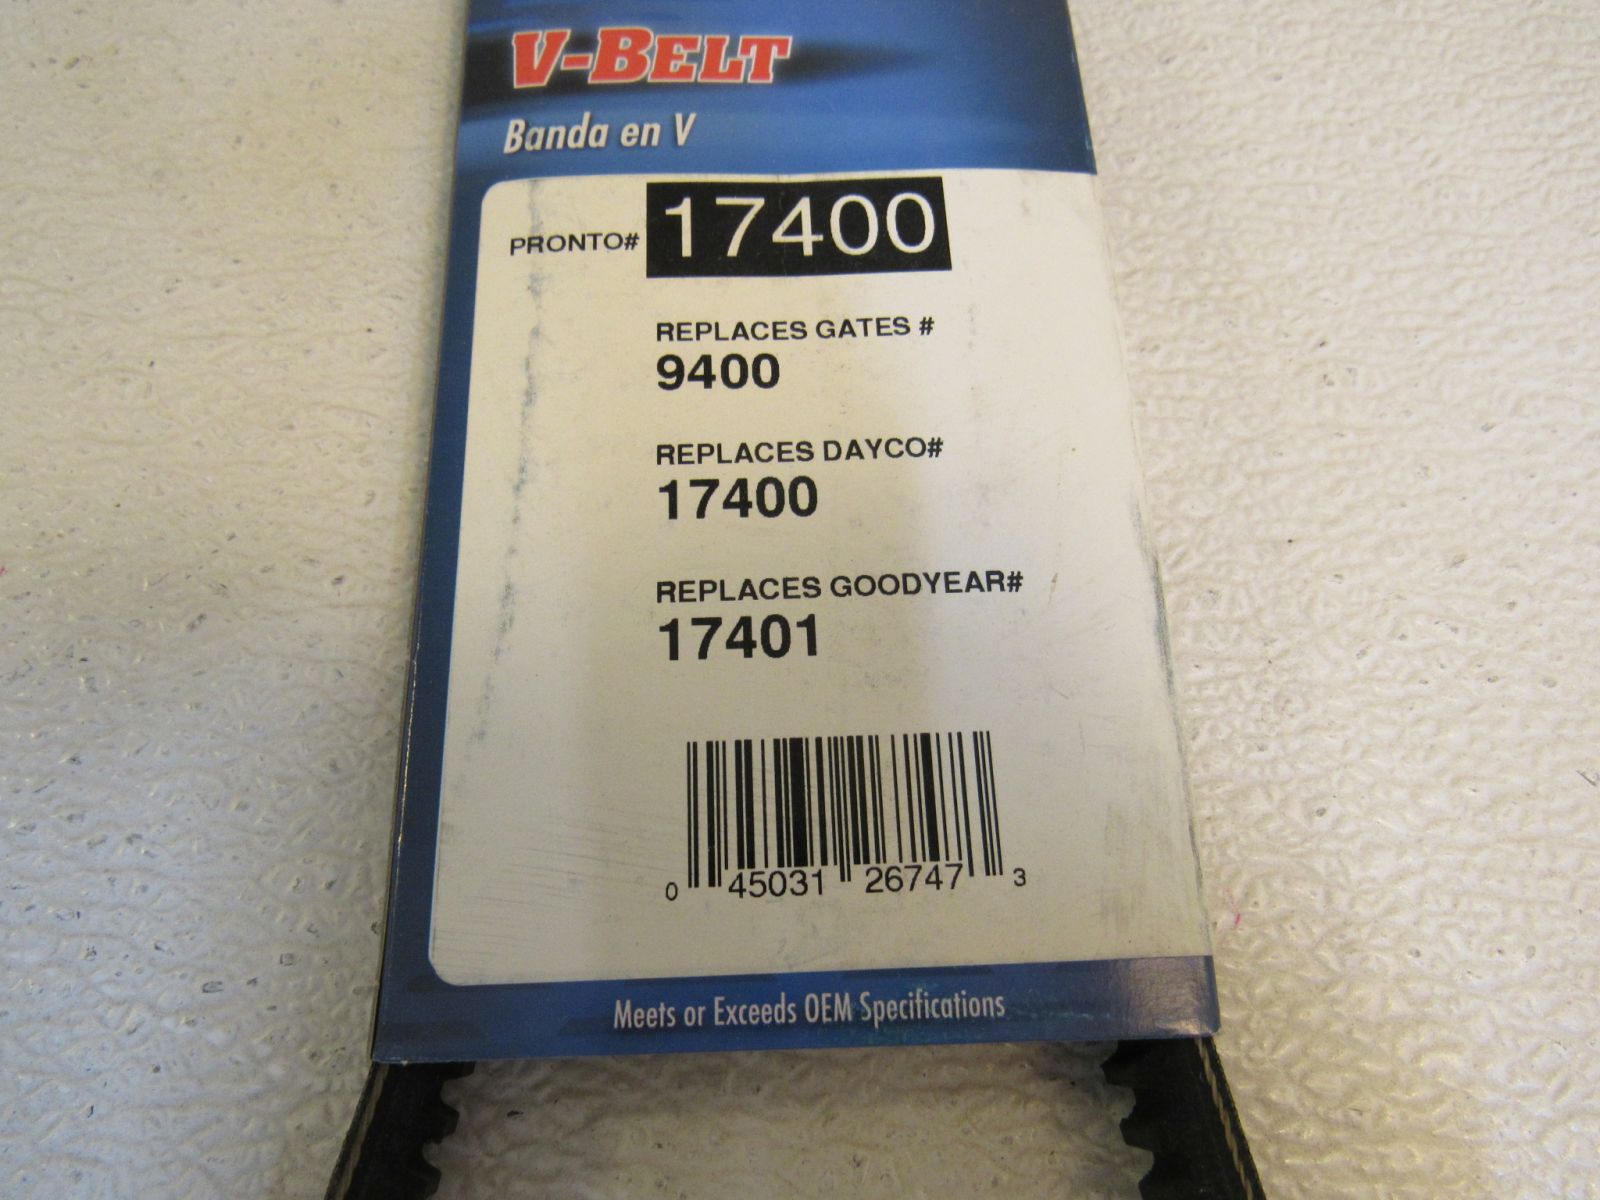 V-BELT
Banda en V
PRONTO# 17400
REPLACES GATES #
9400
REPLACES DAYCO#
17400
REPLACES GOODYEAR#
17401
0 45031 26747 3
Meets or Exceeds OEM Specifications